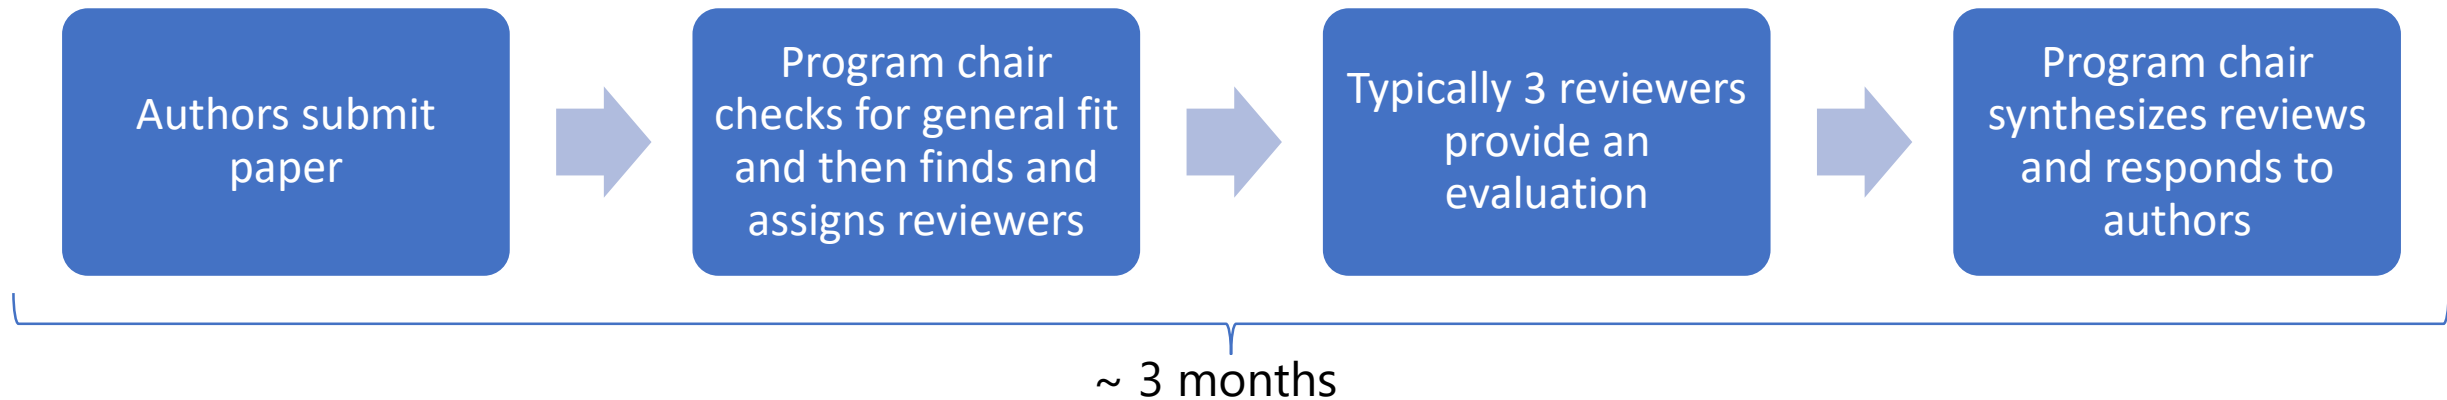 Authors submit
paper
Program chair
checks for general fit
and then finds and
assigns reviewers
Typically 3 reviewers
provide an
evaluation
Program chair
synthesizes reviews
and responds to
authors
~ 3 months